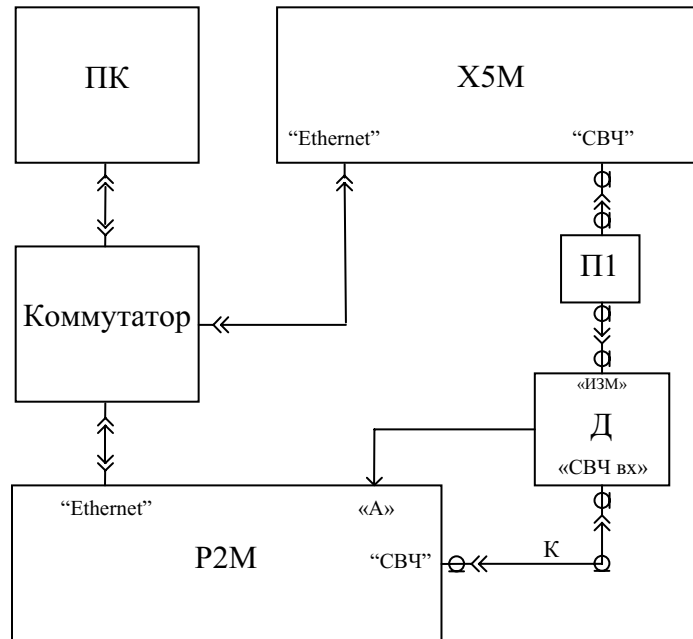 ПК
Х5М
“Ethernet”
“СВЧ”
П1
Коммутатор
«ИЗМ»
Д
«СВЧ вх»
“Ethernet”
«А»
Р2М
“СВЧ”
К